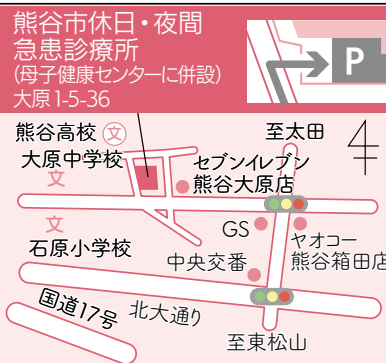 熊谷市休日・夜間
急患診療所
(母子健康センターに併設)
大原1-5-36
P
熊谷高校 文
至太田
大原中学校
文
セブンイレブン
熊谷大原店
文
石原小学校
GS
ヤオコー
熊谷箱田店
中央交番
国道17号
北大通り
至東松山